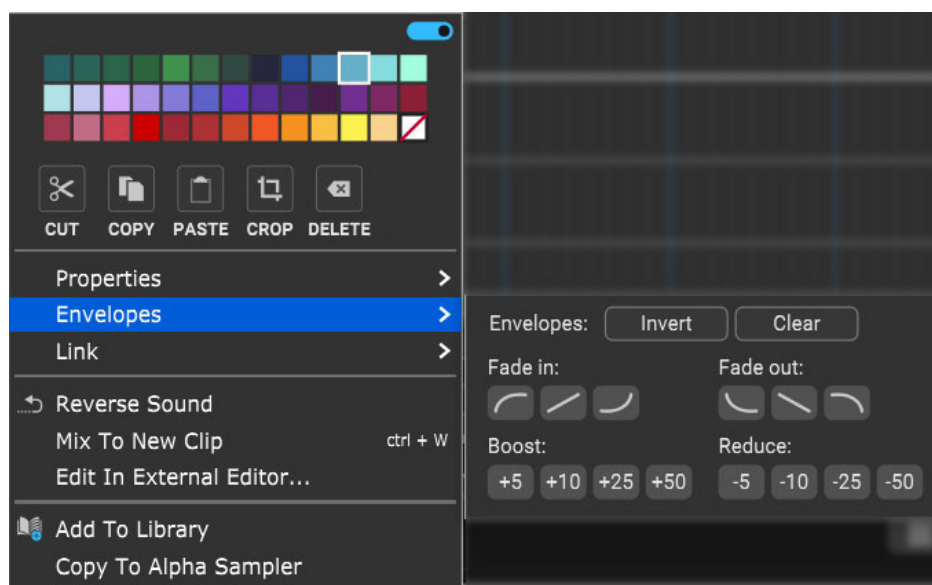 CUT COPY PASTE CROP DELETE
Properties
Envelopes
Link
Reverse Sound
Mix To New Clip ctrl + W
Edit In External Editor...
Add To Library
Copy To Alpha Sampler
Envelopes: Invert Clear
Fade in: Fade out:
Boost: Reduce:
+5 +10 +25 +50 -5 -10 -25 -50